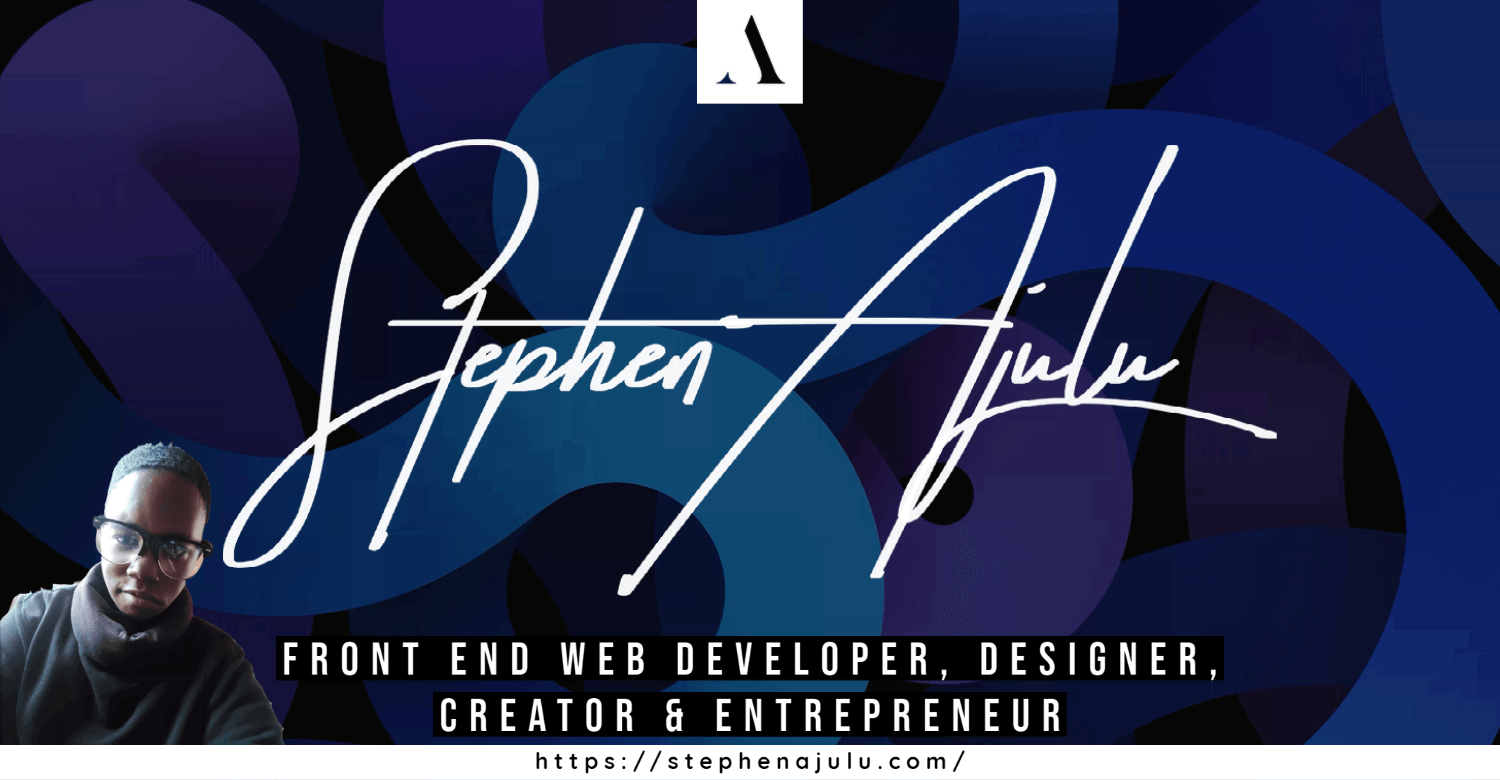 A
Stephen Ajulu
FRONT END WEB DEVELOPER, DESIGNER,
CREATOR & ENTREPRENEUR
https://stephenajulu.com/